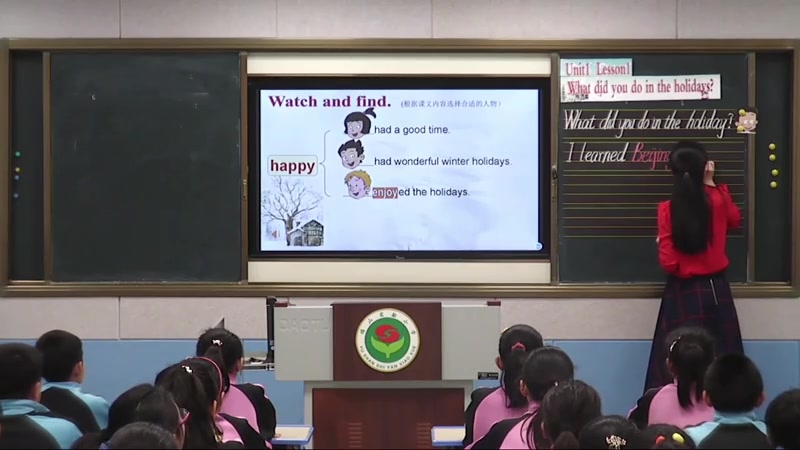 Watch and find. (根据课文内容选择合适的人物)
had a good time.
happy
had wonderful winter holidays.
enjoyed the holidays.
Unit1 Lesson1
What did you do in the holidays?
What did you do in the holiday?
I learned Beijing